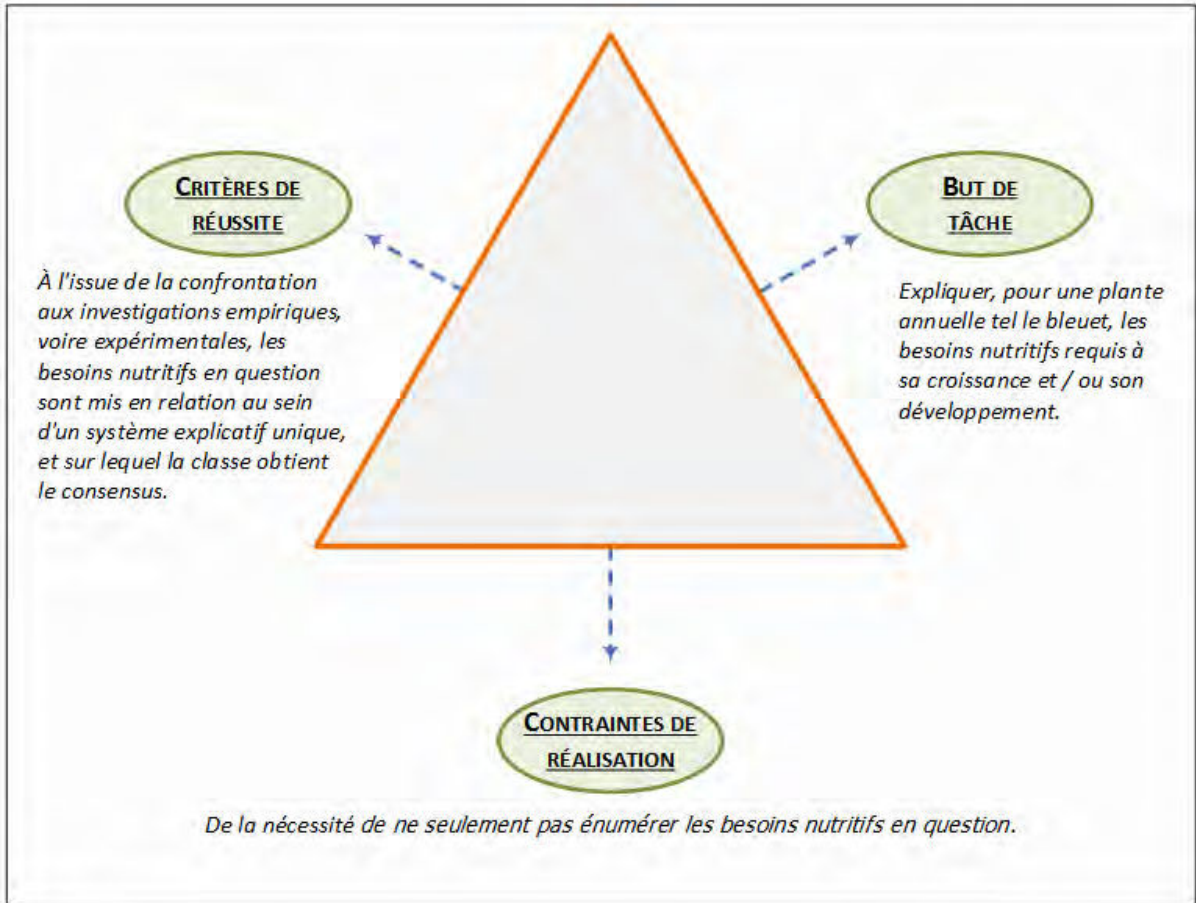 CRITÈRES DE
RÉUSSITE
À l'issue de la confrontation
aux investigations empiriques,
voire expérimentales, les
besoins nutritifs en question
sont mis en relation au sein
d'un système explicatif unique,
et sur lequel la classe obtient
le consensus.
BUT DE
TÂCHE
Expliquer, pour une plante
annuelle tel le bleuet, les
besoins nutritifs requis à
sa croissance et / ou son
développement.
CONTRAINTES DE
RÉALISATION
De la nécessité de ne seulement pas énumérer les besoins nutritifs en question.